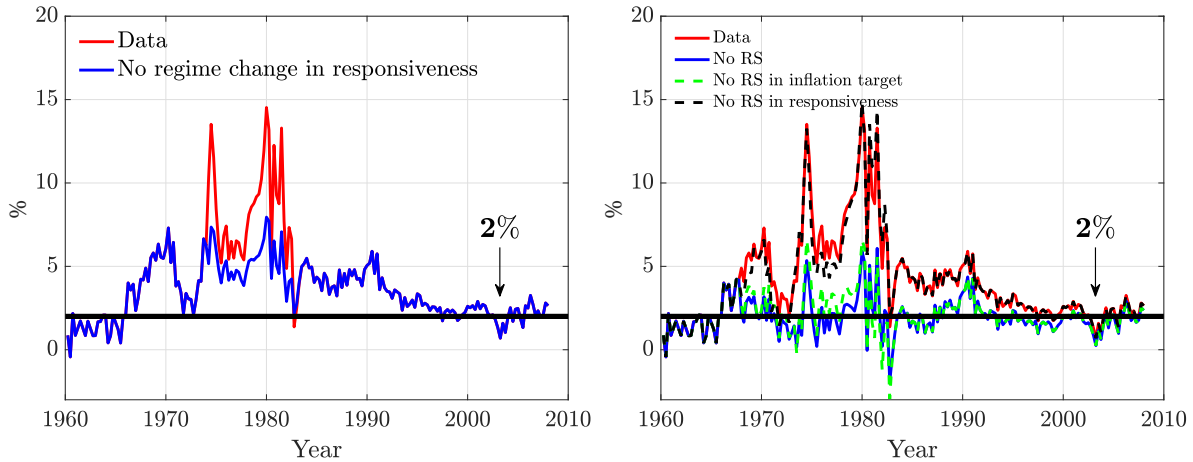 20
15
10
5
0
%
Data
No regime change in responsiveness
2%
1960 1970 1980 1990 2000 2010
Year
20
15
10
5
0
%
Data
No RS
No RS in inflation target
No RS in responsiveness
2%
1960 1970 1980 1990 2000 2010
Year